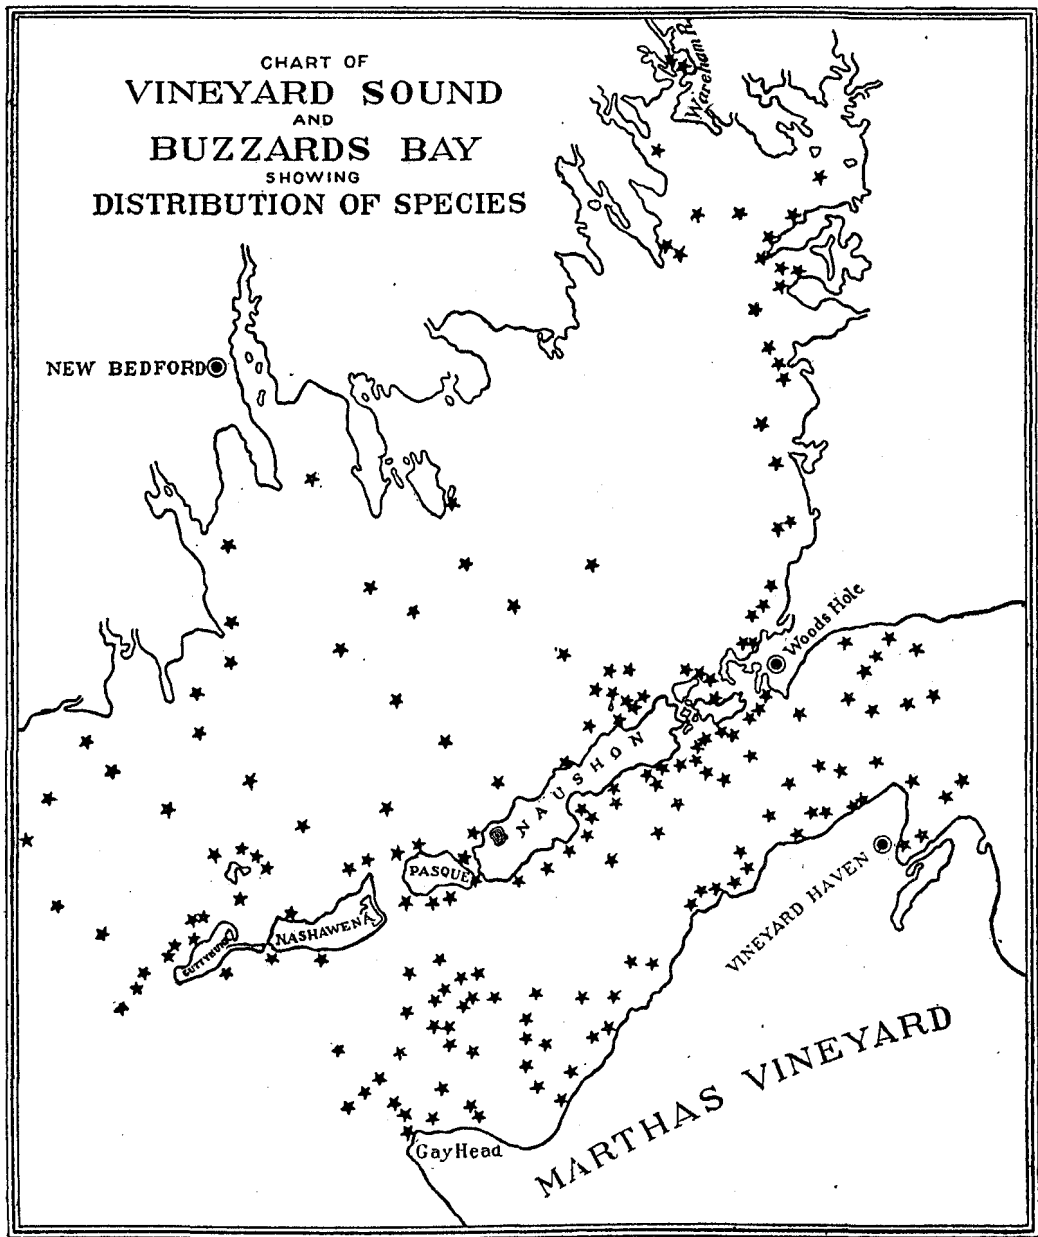 CHART OF
VINEYARD SOUND
AND
BUZZARDS BAY
SHOWING
DISTRIBUTION OF SPECIES
Wareham R.
NEW BEDFORD
Woods Hole
NAUSHON
PASQUE
NASHAWENA
CUTTYHUNK
VINEYARD HAVEN
MARTHAS VINEYARD
Gay Head